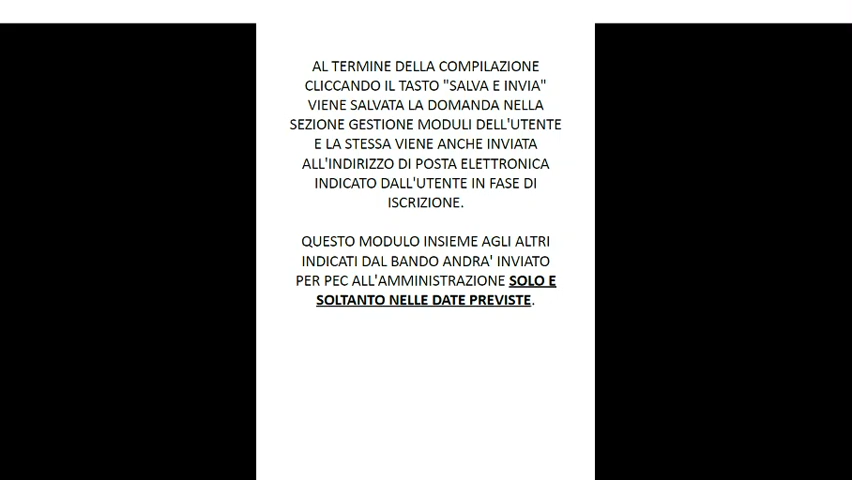 AL TERMINE DELLA COMPILAZIONE
CLICCANDO IL TASTO "SALVA E INVIA"
VIENE SALVATA LA DOMANDA NELLA
SEZIONE GESTIONE MODULI DELL'UTENTE
E LA STESSA VIENE ANCHE INVIATA
ALL'INDIRIZZO DI POSTA ELETTRONICA
INDICATO DALL'UTENTE IN FASE DI
ISCRIZIONE.
QUESTO MODULO INSIEME AGLI ALTRI
INDICATI DAL BANDO ANDRA' INVIATO
PER PEC ALL'AMMINISTRAZIONE SOLO E
SOLTANTO NELLE DATE PREVISTE.